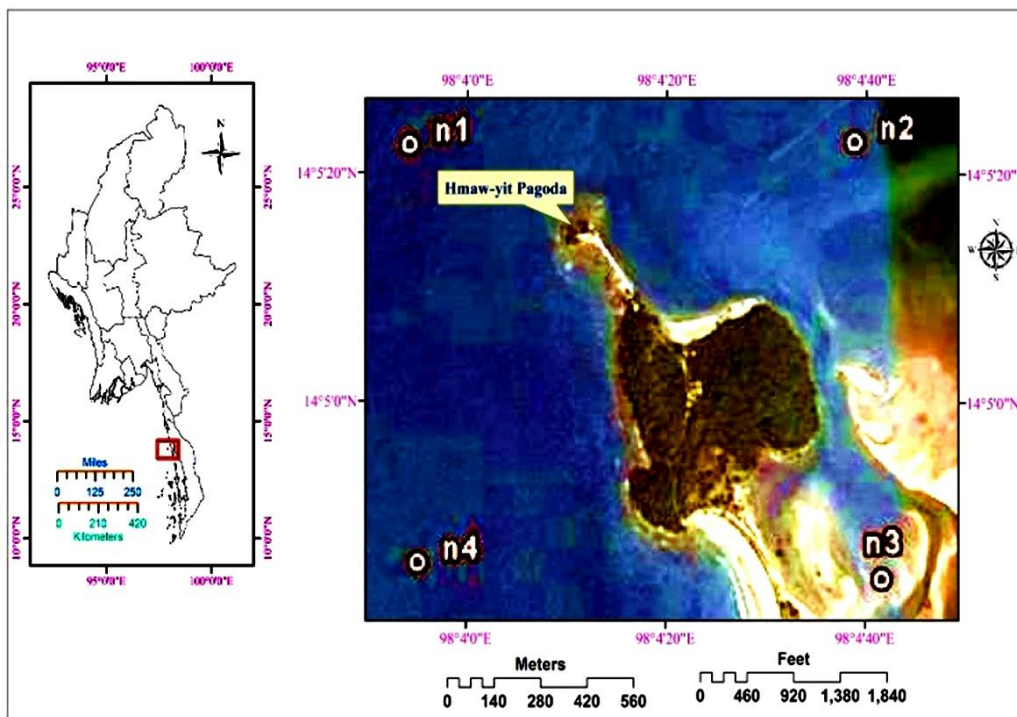 95°0'0"E 100°0'0"E
25°0'0"N
20°0'0"N
15°0'0"N
10°0'0"N
25°0'0"N
20°0'0"N
15°0'0"N
10°0'0"N
Miles
0 125 250
0 210 420
Kilometers
95°0'0"E 100°0'0"E
98°4'0"E 98°4'20"E 98°4'40"E
n1
n2
14°5'20"N
14°5'20"N
Hmaw-yit Pagoda
N
W
S
14°5'0"N
14°5'0"N
n4
n3
98°4'0"E 98°4'20"E 98°4'40"E
Meters
0 140 280 420 560
Feet
0 460 920 1,380 1,840